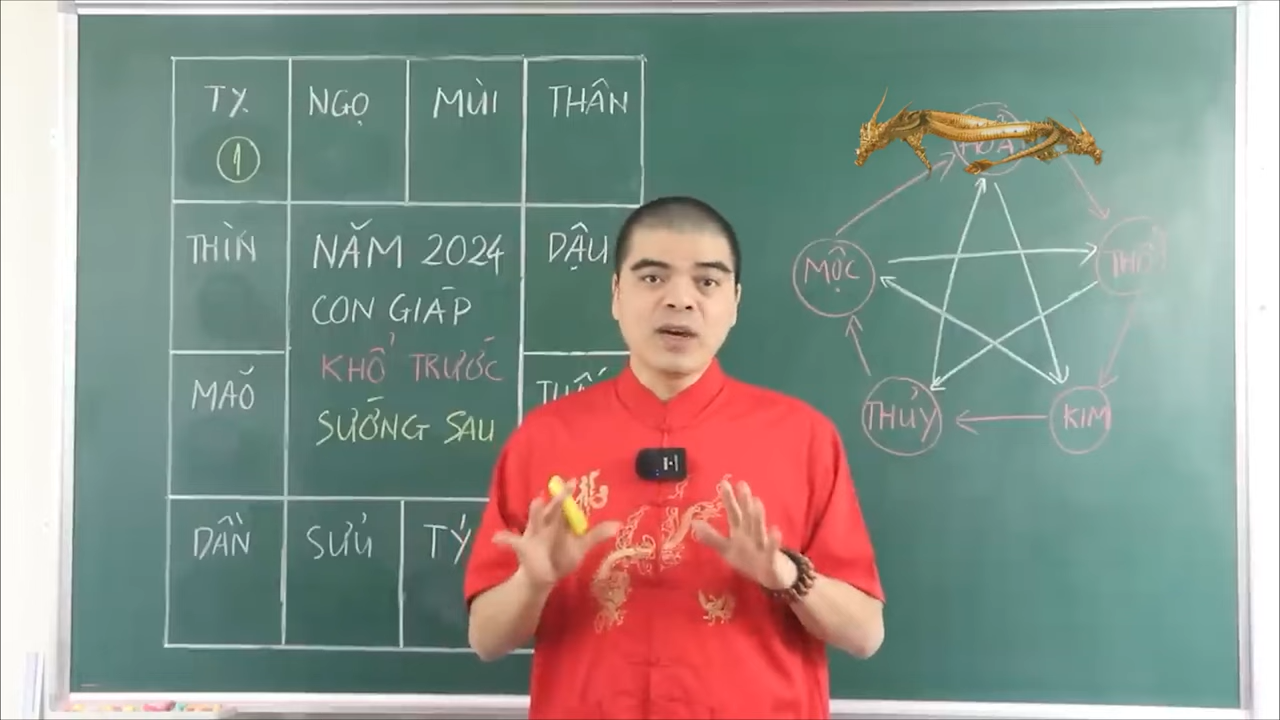 TỴ NGỌ MÙI THÂN
1
THÌN
NĂM 2024
DẬU
CON GIÁP
KHỔ TRƯỚC
MÃO
SƯỚNG SAU
DẦN SỬU TÝ
HỎA
MỘC
THỔ
THỦY
KIM